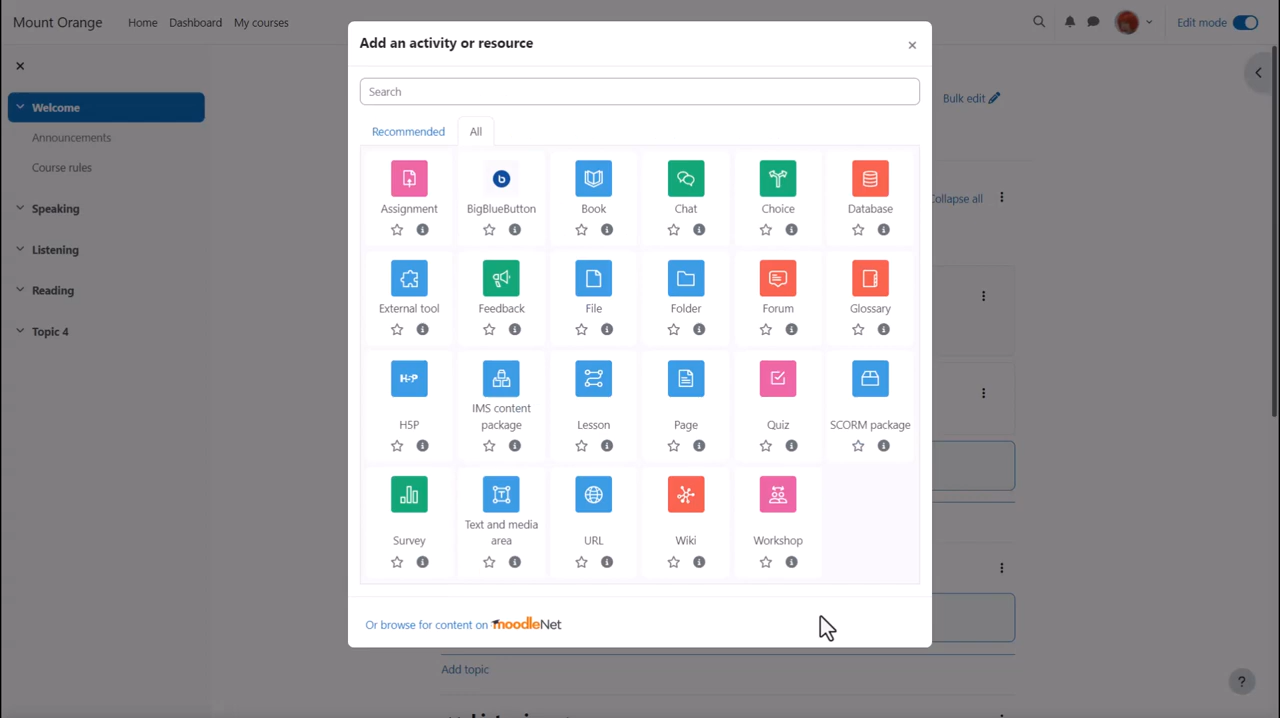 Mount Orange
Home
Dashboard
My courses
Edit mode
Add an activity or resource
×
Search
Recommended
All
Bulk edit
Collapse all
Welcome
Announcements
Course rules
Speaking
Listening
Reading
Topic 4
Assignment
BigBlueButton
Book
Chat
Choice
Database
External tool
Feedback
File
Folder
Forum
Glossary
H-P
H5P
IMS content
package
Lesson
Page
Quiz
SCORM package
Survey
Text and media
area
URL
Wiki
Workshop
Or browse for content on moodleNet
Add topic
?